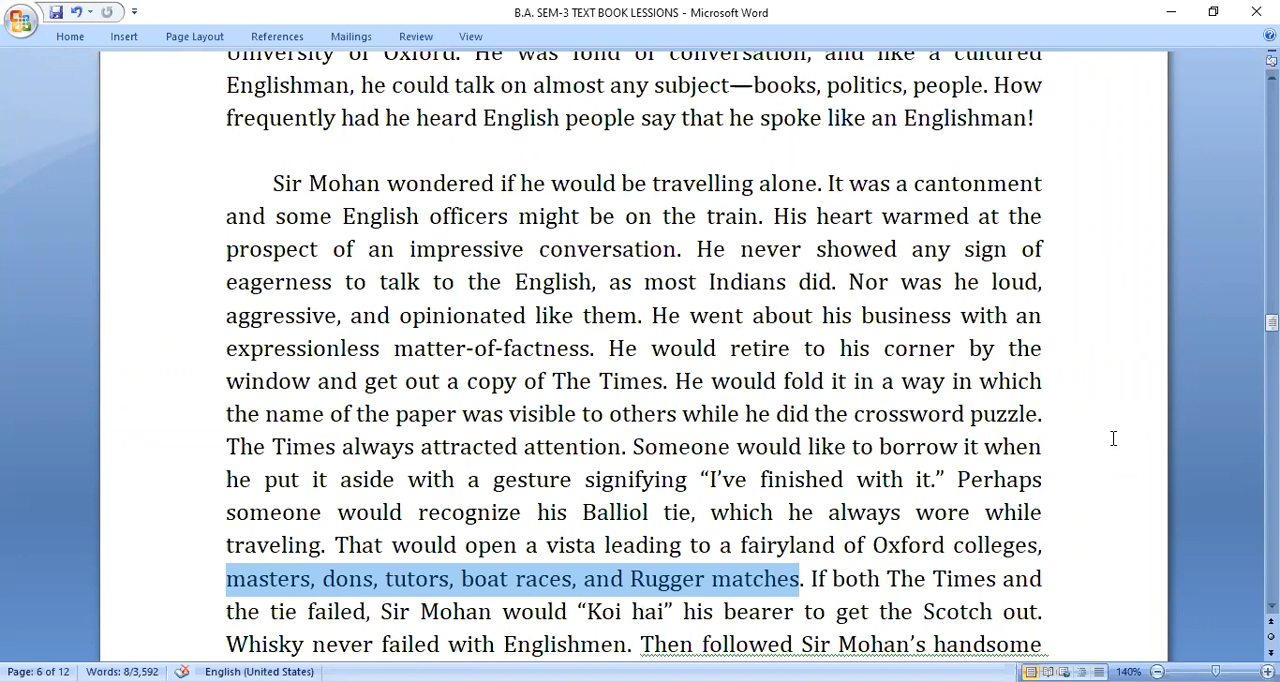 B.A. SEM-3 TEXT BOOK LESSIONS - Microsoft Word
Home Insert Page Layout References Mailings Review View
University of Oxford. He was fond of conversation, and like a cultured
Englishman, he could talk on almost any subject—books, politics, people. How
frequently had he heard English people say that he spoke like an Englishman!
Sir Mohan wondered if he would be travelling alone. It was a cantonment
and some English officers might be on the train. His heart warmed at the
prospect of an impressive conversation. He never showed any sign of
eagerness to talk to the English, as most Indians did. Nor was he loud,
aggressive, and opinionated like them. He went about his business with an
expressionless matter-of-factness. He would retire to his corner by the
window and get out a copy of The Times. He would fold it in a way in which
the name of the paper was visible to others while he did the crossword puzzle.
The Times always attracted attention. Someone would like to borrow it when
he put it aside with a gesture signifying “I’ve finished with it.” Perhaps
someone would recognize his Balliol tie, which he always wore while
traveling. That would open a vista leading to a fairyland of Oxford colleges,
masters, dons, tutors, boat races, and Rugger matches. If both The Times and
the tie failed, Sir Mohan would “Koi hai” his bearer to get the Scotch out.
Whisky never failed with Englishmen. Then followed Sir Mohan’s handsome
Page: 6 of 12 Words: 8/3,592 English (United States) 140%